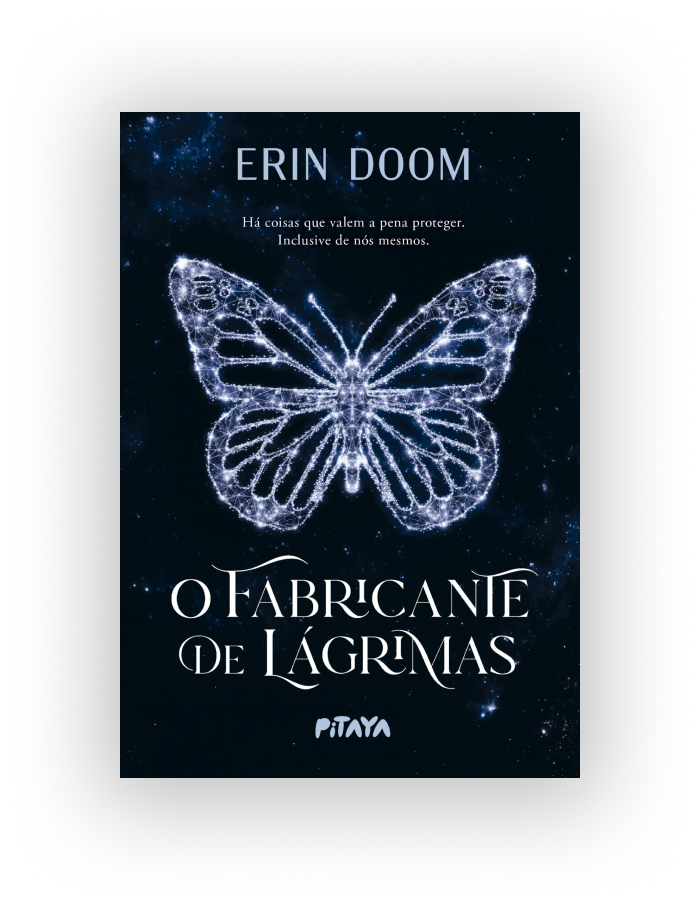 ERIN DOOM
Há coisas que valem a pena proteger.
Inclusive de nós mesmos.
O FABRICANTE
DE LÁGRIMAS
PiTAYA